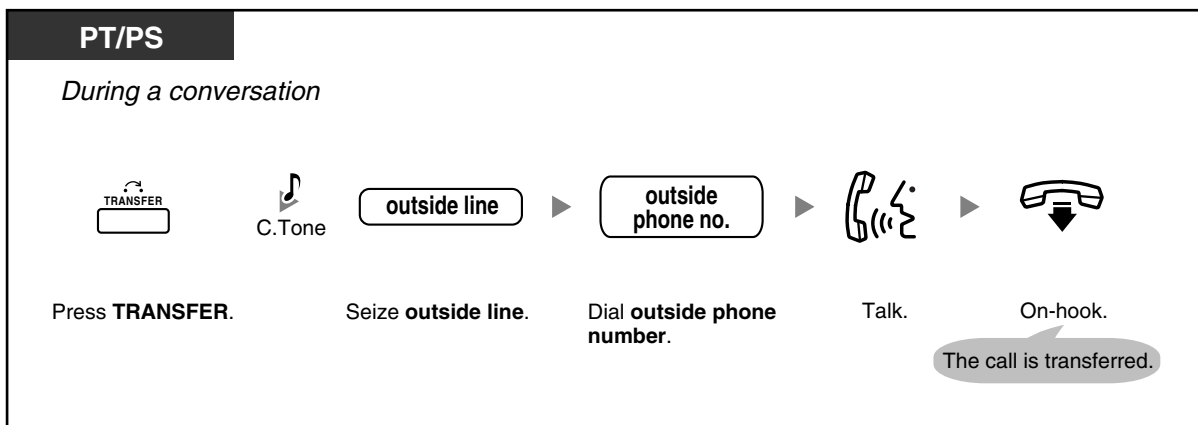 PT/PS
During a conversation
TRANSFER
C.Tone
outside line
outside
phone no.
Press TRANSFER.
Seize outside line.
Dial outside phone
number.
Talk.
On-hook.
The call is transferred.